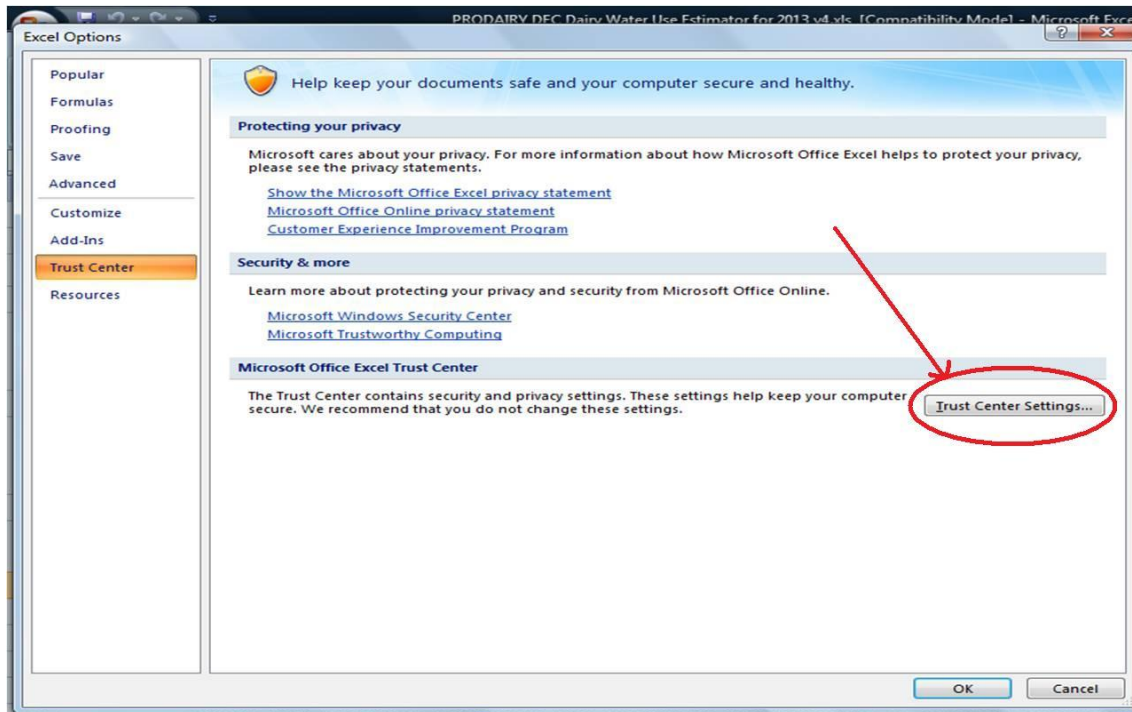 PRODAIRY DEC Dairy Water Use Estimator for 2013 v4.xls [Compatibility Mode] - Microsoft Exce
Excel Options
Popular
Formulas
Proofing
Save
Advanced
Customize
Add-Ins
Trust Center
Resources
Help keep your documents safe and your computer secure and healthy.
Protecting your privacy
Microsoft cares about your privacy. For more information about how Microsoft Office Excel helps to protect your privacy,
please see the privacy statements.
Show the Microsoft Office Excel privacy statement
Microsoft Office Online privacy statement
Customer Experience Improvement Program
Security & more
Learn more about protecting your privacy and security from Microsoft Office Online.
Microsoft Windows Security Center
Microsoft Trustworthy Computing
Microsoft Office Excel Trust Center
The Trust Center contains security and privacy settings. These settings help keep your computer
secure. We recommend that you do not change these settings.
Trust Center Settings...
OK
Cancel